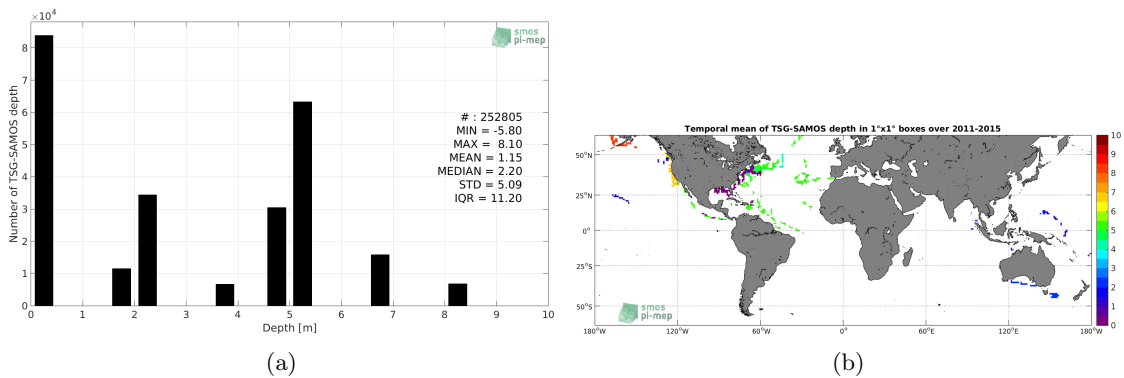 ×10⁴
smos
pi-mep
8
7
6
5
4
3
2
1
0
Number of TSG-SAMOS depth
# : 252805
MIN = -5.80
MAX = 8.10
MEAN = 1.15
MEDIAN = 2.20
STD = 5.09
IQR = 11.20
0 1 2 3 4 5 6 7 8 9 10
Depth [m]
(a)
Temporal mean of TSG-SAMOS depth in 1°x1° boxes over 2011-2015
50°N
25°N
0°
25°S
50°S
smos
pi-mep
180°W 120°W 60°W 0° 60°E 120°E 180°W
10
9
8
7
6
5
4
3
2
1
0
(b)